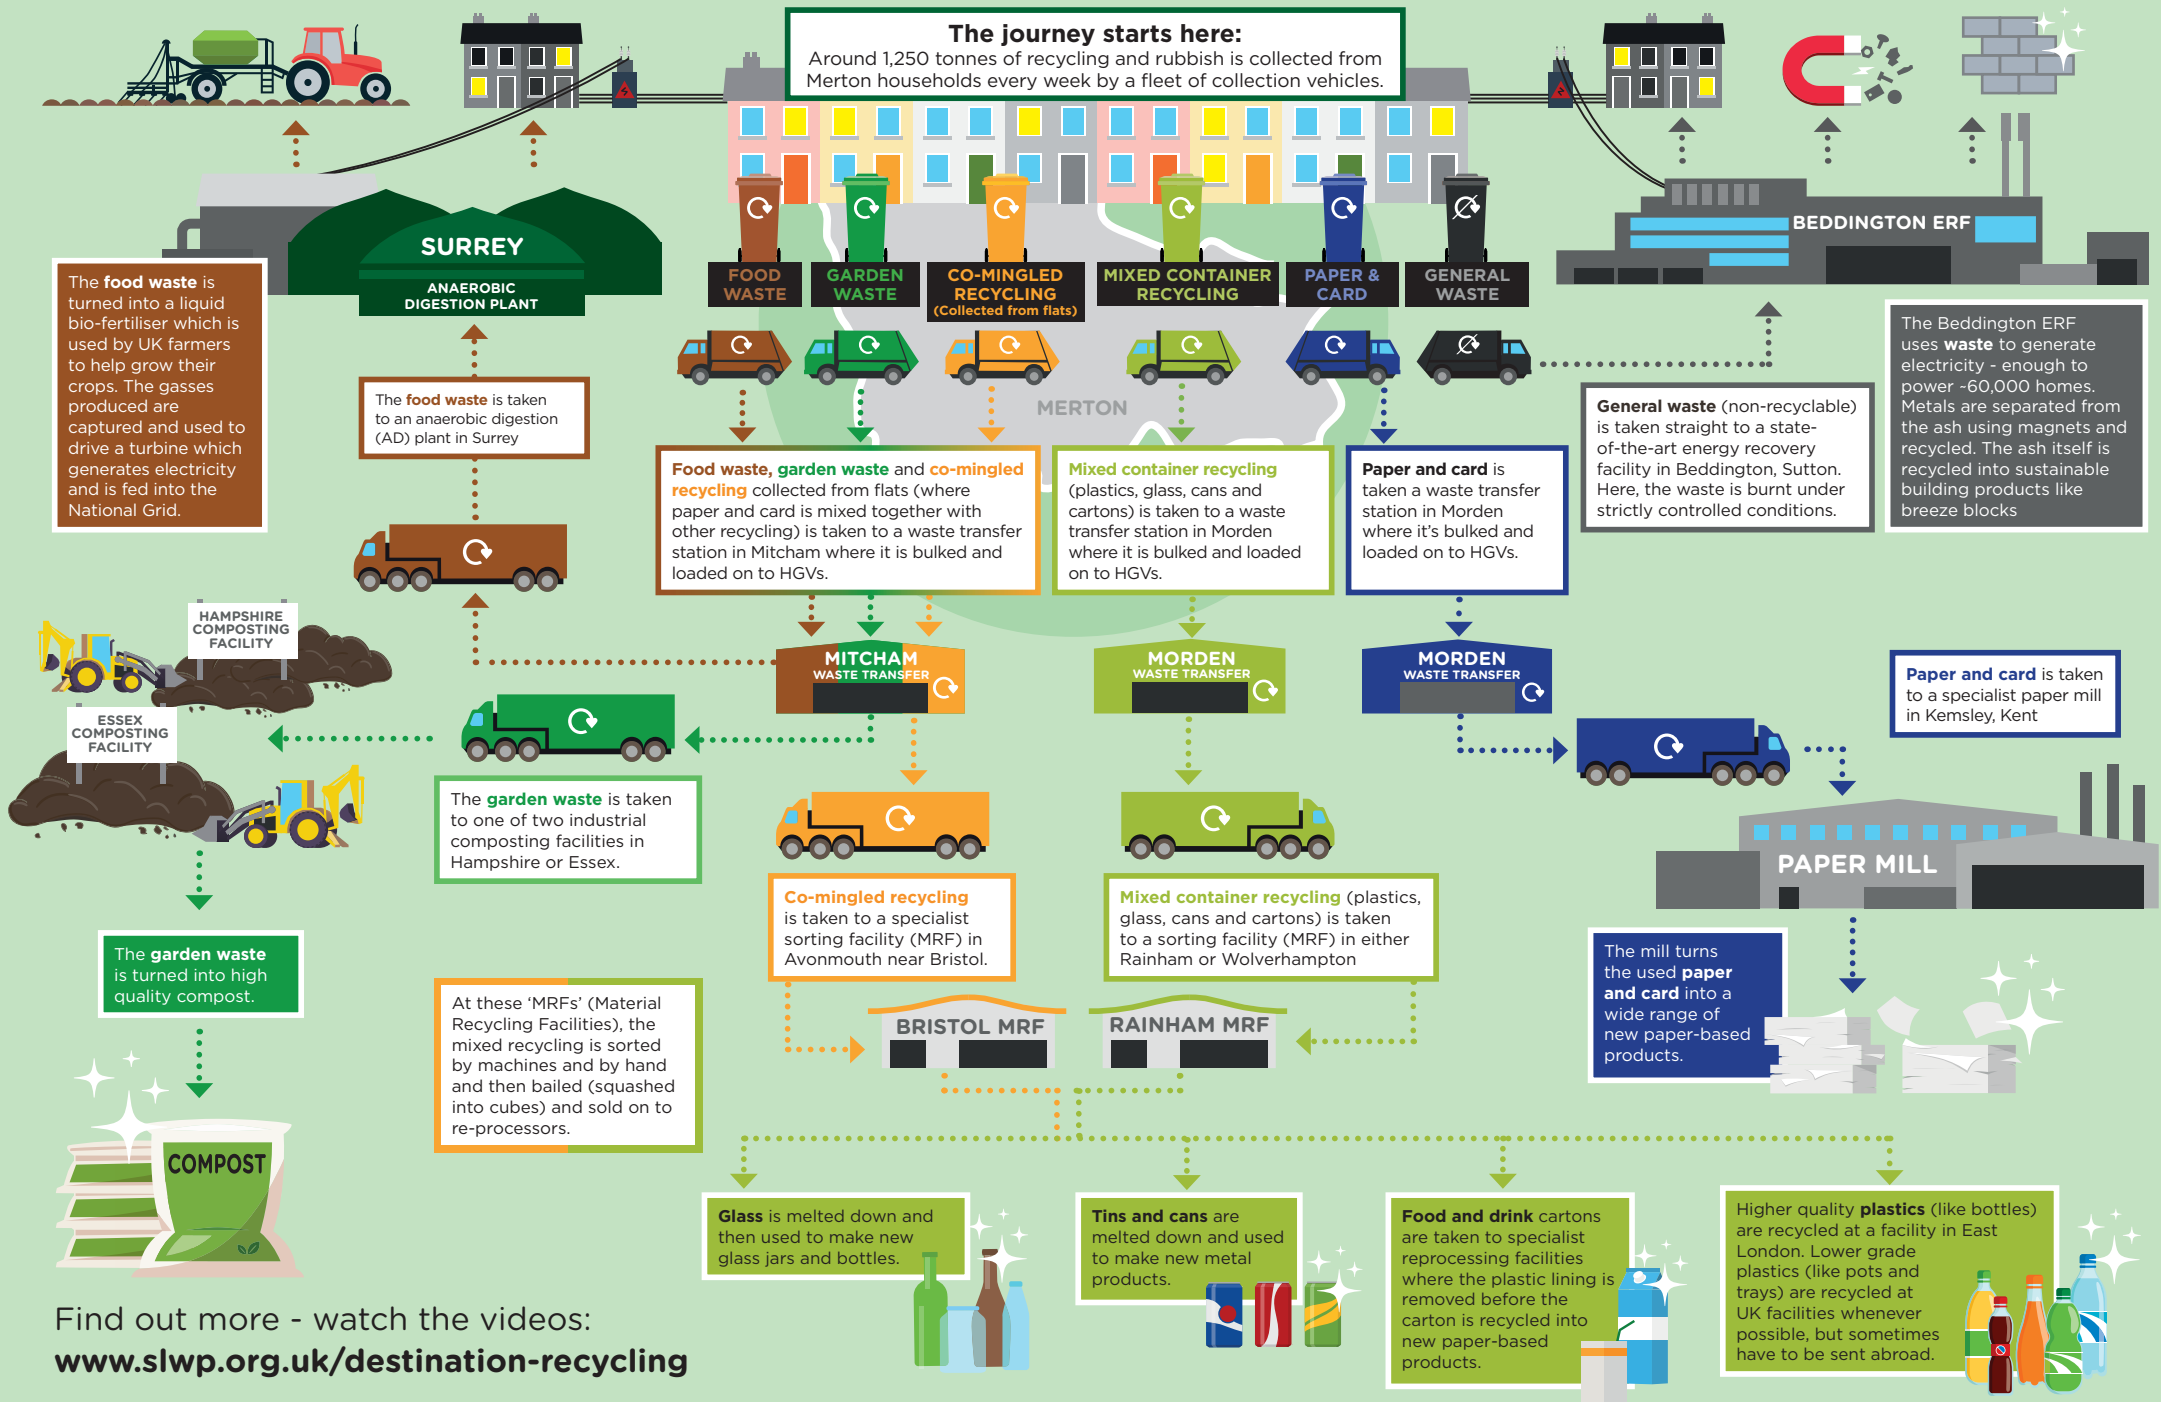 The journey starts here:
Around 1,250 tonnes of recycling and rubbish is collected from
Merton households every week by a fleet of collection vehicles.
SURREY
ANAEROBIC
DIGESTION PLANT
BEDDINGTON ERF
FOOD
WASTE
GARDEN
WASTE
CO-MINGLED
RECYCLING
(Collected from flats)
MIXED CONTAINER
RECYCLING
PAPER &
CARD
GENERAL
WASTE
MERTON
The food waste is
turned into a liquid
bio-fertiliser which is
used by UK farmers
to help grow their
crops. The gasses
produced are
captured and used to
drive a turbine which
generates electricity
and is fed into the
National Grid.
The food waste is taken
to an anaerobic digestion
(AD) plant in Surrey
Food waste, garden waste and co-mingled
recycling collected from flats (where
paper and card is mixed together with
other recycling) is taken to a waste transfer
station in Mitcham where it is bulked and
loaded on to HGVs.
Mixed container recycling
(plastics, glass, cans and
cartons) is taken to a waste
transfer station in Morden
where it is bulked and loaded
on to HGVs.
Paper and card is
taken a waste transfer
station in Morden
where it's bulked and
loaded on to HGVs.
General waste (non-recyclable)
is taken straight to a state-
of-the-art energy recovery
facility in Beddington, Sutton.
Here, the waste is burnt under
strictly controlled conditions.
The Beddington ERF
uses waste to generate
electricity - enough to
power ~60,000 homes.
Metals are separated from
the ash using magnets and
recycled. The ash itself is
recycled into sustainable
building products like
breeze blocks
HAMPSHIRE
COMPOSTING
FACILITY
ESSEX
COMPOSTING
FACILITY
MITCHAM
WASTE TRANSFER
MORDEN
WASTE TRANSFER
MORDEN
WASTE TRANSFER
Paper and card is taken
to a specialist paper mill
in Kemsley, Kent
The garden waste is taken
to one of two industrial
composting facilities in
Hampshire or Essex.
PAPER MILL
Co-mingled recycling
is taken to a specialist
sorting facility (MRF) in
Avonmouth near Bristol.
Mixed container recycling (plastics,
glass, cans and cartons) is taken
to a sorting facility (MRF) in either
Rainham or Wolverhampton
The garden waste
is turned into high
quality compost.
The mill turns
the used paper
and card into a
wide range of
new paper-based
products.
At these ‘MRFs’ (Material
Recycling Facilities), the
mixed recycling is sorted
by machines and by hand
and then bailed (squashed
into cubes) and sold on to
re-processors.
BRISTOL MRF
RAINHAM MRF
COMPOST
Glass is melted down and
then used to make new
glass jars and bottles.
Tins and cans are
melted down and used
to make new metal
products.
Food and drink cartons
are taken to specialist
reprocessing facilities
where the plastic lining is
removed before the
carton is recycled into
new paper-based
products.
Higher quality plastics (like bottles)
are recycled at a facility in East
London. Lower grade
plastics (like pots and
trays) are recycled at
UK facilities whenever
possible, but sometimes
have to be sent abroad.
Find out more - watch the videos:
www.slwp.org.uk/destination-recycling